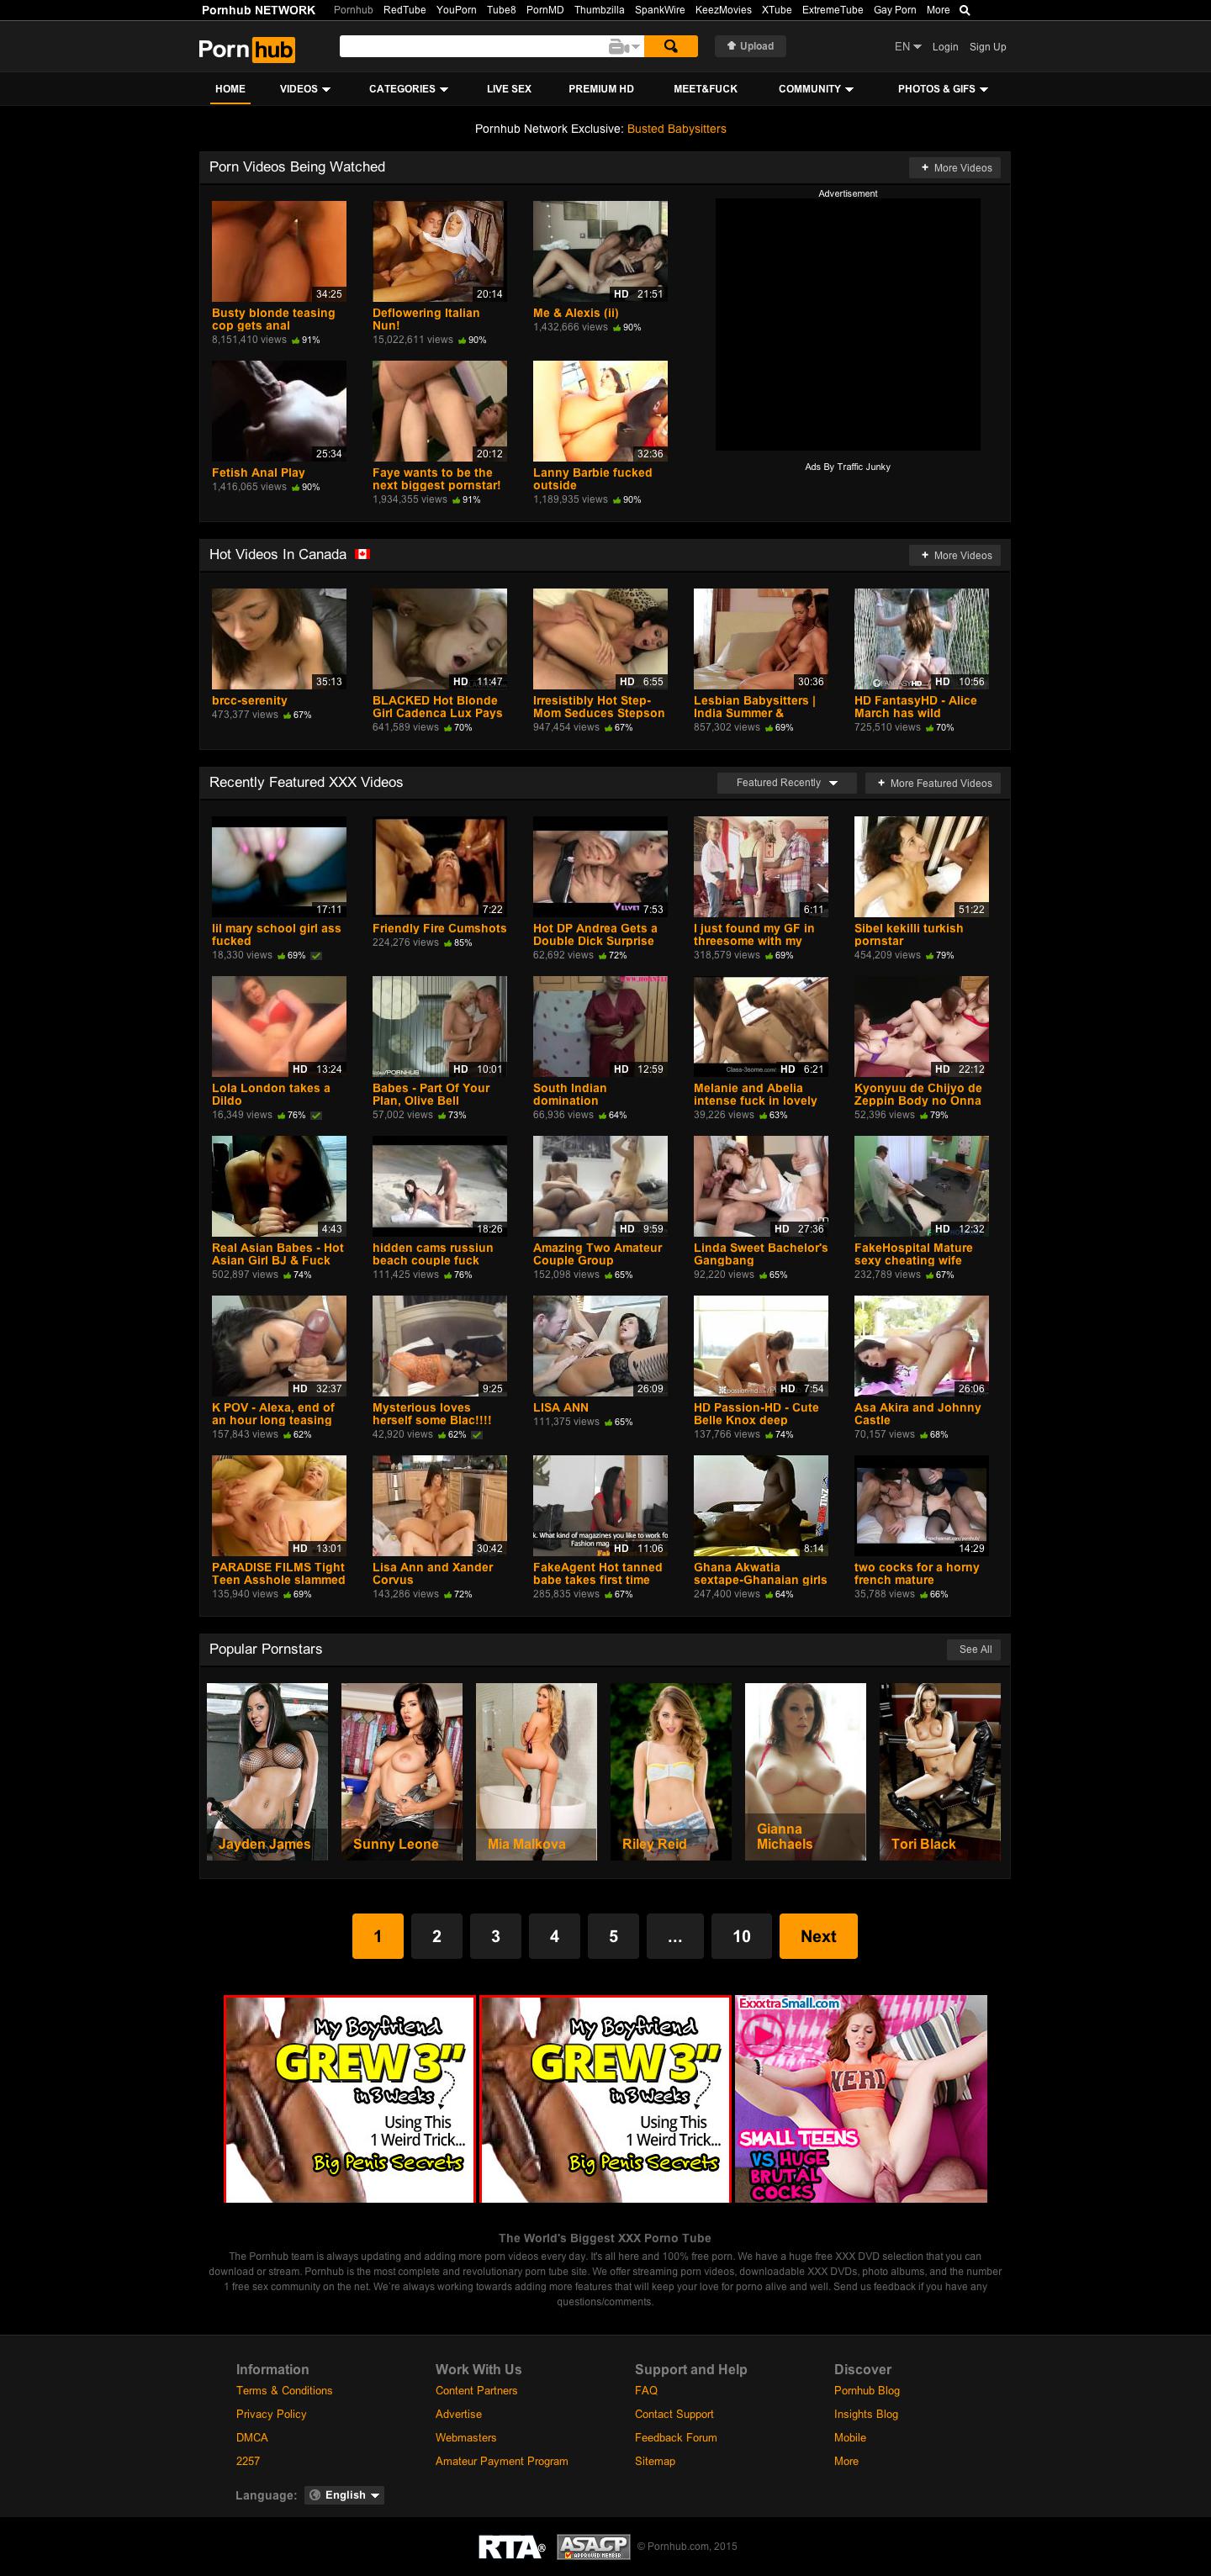 Pornhub NETWORK Pornhub RedTube YouPorn Tube8 PornMD Thumbzilla SpankWire KeezMovies XTube ExtremeTube Gay Porn More
Porn hub Upload EN Login Sign Up
HOME VIDEOS CATEGORIES LIVE SEX PREMIUM HD MEET&FUCK COMMUNITY PHOTOS & GIFS
Pornhub Network Exclusive: Busted Babysitters
Porn Videos Being Watched + More Videos
Advertisement
34:25 20:14 HD 21:51
Busty blonde teasing cop gets anal
8,151,410 views 91%
Deflowering Italian Nun!
15,022,611 views 90%
Me & Alexis (ii)
1,432,666 views 90%
25:34 20:12 32:36
Fetish Anal Play
1,416,065 views 90%
Faye wants to be the next biggest pornstar!
1,934,355 views 91%
Lanny Barbie fucked outside
1,189,935 views 90%
Ads By Traffic Junky
Hot Videos In Canada + More Videos
35:13 HD 11:47 HD 6:55 30:36 HD 10:56
brcc-serenity
473,377 views 67%
BLACKED Hot Blonde Girl Cadenca Lux Pays
641,589 views 70%
Irresistibly Hot Step-Mom Seduces Stepson
947,454 views 67%
Lesbian Babysitters | India Summer &
857,302 views 69%
HD FantasyHD - Alice March has wild
725,510 views 70%
Recently Featured XXX Videos Featured Recently + More Featured Videos
17:11 7:22 7:53 6:11 51:22
18,330 views 69%
Friendly Fire Cumshots
224,276 views 85%
Hot DP Andrea Gets a Double Dick Surprise
62,692 views 72%
I just found my GF in threesome with my
318,579 views 69%
Sibel kekilli turkish pornstar
454,209 views 79%
HD 13:24 HD 10:01 HD 12:59 HD 6:21 HD 22:12
Lola London takes a Dildo
16,349 views 76%
Babes - Part Of Your Plan, Olive Bell
57,002 views 73%
South Indian domination
66,936 views 64%
Melanie and Abelia intense fuck in lovely
39,226 views 63%
Kyonyuu de Chijyo de Zeppin Body no Onna
52,396 views 79%
4:43 18:26 HD 9:59 HD 27:36 HD 12:32
Real Asian Babes - Hot Asian Girl BJ & Fuck
502,897 views 74%
hidden cams russiun beach couple fuck
111,425 views 76%
Amazing Two Amateur Couple Group
152,098 views 65%
Linda Sweet Bachelor's Gangbang
92,220 views 65%
FakeHospital Mature sexy cheating wife
232,789 views 67%
HD 32:37 9:25 26:09 HD 7:54 26:06
K POV - Alexa, end of an hour long teasing
157,843 views 62%
Mysterious loves herself some Blac!!!!
42,920 views 62%
LISA ANN
111,375 views 65%
HD Passion-HD - Cute Belle Knox deep
137,766 views 74%
Asa Akira and Johnny Castle
70,157 views 68%
HD 13:01 30:42 HD 11:06 8:14 14:29
135,940 views 69%
Lisa Ann and Xander Corvus
143,286 views 72%
FakeAgent Hot tanned babe takes first time
285,835 views 67%
Ghana Akwatia sextape-Ghanaian girls
247,400 views 64%
two cocks for a horny french mature
35,788 views 66%
Popular Pornstars See All
Jayden James Sunny Leone Mia Malkova Riley Reid Gianna Michaels Tori Black
1 2 3 4 5 ... 10 Next
My Boyfriend GREW 3" in 3 Weeks Using This 1 Weird Trick... Big Penis Secrets
My Boyfriend GREW 3" in 3 Weeks Using This 1 Weird Trick... Big Penis Secrets
The World's Biggest XXX Porno Tube
The Pornhub team is always updating and adding more porn videos every day. It's all here and 100% free porn. We have a huge free XXX DVD selection that you can
download or stream. Pornhub is the most complete and revolutionary porn tube site. We offer streaming porn videos, downloadable XXX DVDs, photo albums, and the number
1 free sex community on the net. We're always working towards adding more features that will keep your love for porno alive and well. Send us feedback if you have any
questions/comments.
Information Work With Us Support and Help Discover
Terms & Conditions Content Partners FAQ Pornhub Blog
Privacy Policy Advertise Contact Support Insights Blog
DMCA Webmasters Feedback Forum Mobile
2257 Amateur Payment Program Sitemap More
Language: English
RTA® ASACP APPROVED MEMBER © Pornhub.com, 2015